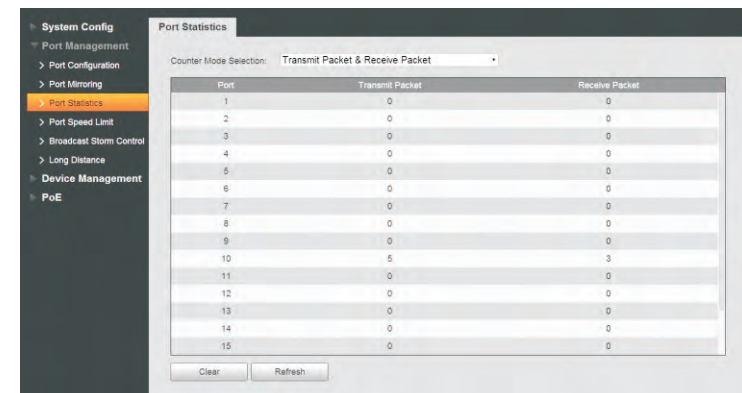 System Config
Port Management
Port Configuration
Port Mirroring
Port Statistics
Port Speed Limit
Broadcast Storm Control
Long Distance
Device Management
PoE
Port Statistics
Counter Mode Selection: Transmit Packet & Receive Packet
Port Transmit Packet Receive Packet
1 0 0
2 0 0
3 0 0
4 0 0
5 0 0
6 0 0
7 0 0
8 0 0
9 0 0
10 5 3
11 0 0
12 0 0
13 0 0
14 0 0
15 0 0
Clear Refresh